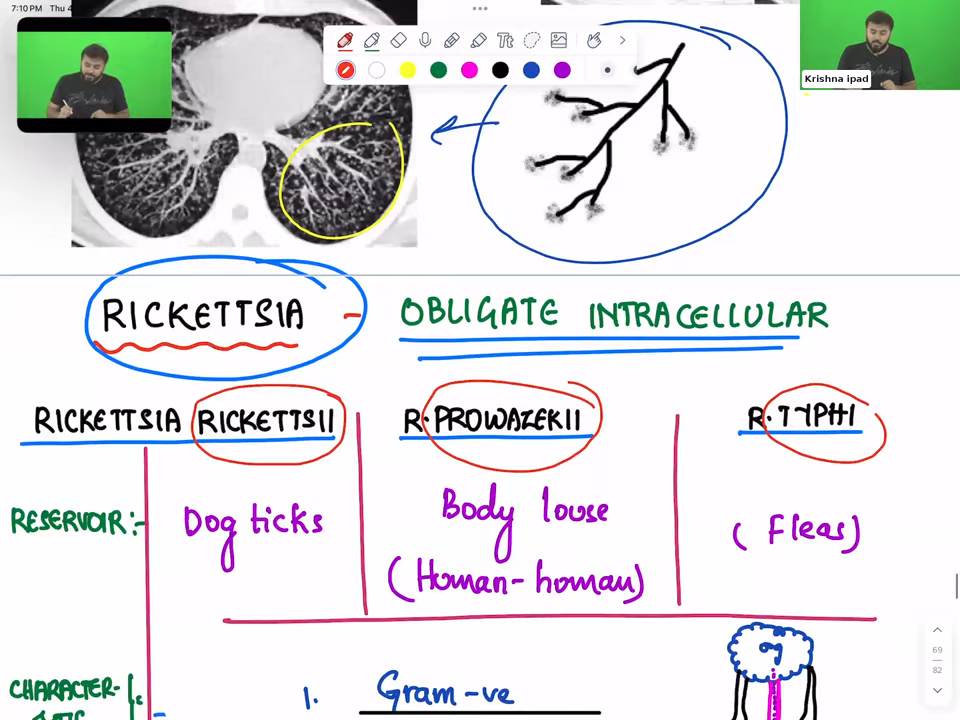 7:10 PM Thu 4
Tt
Krishna ipad
RICKETTSIA - OBLIGATE INTRACELLULAR
RICKETTSIA RICKETTSII R. PROWAZEKII R. TYPHI
RESERVOIR:- Dog ticks Body louse (Fleas)
(Human-human)
69
82
CHARACTER-
1. Gram -ve